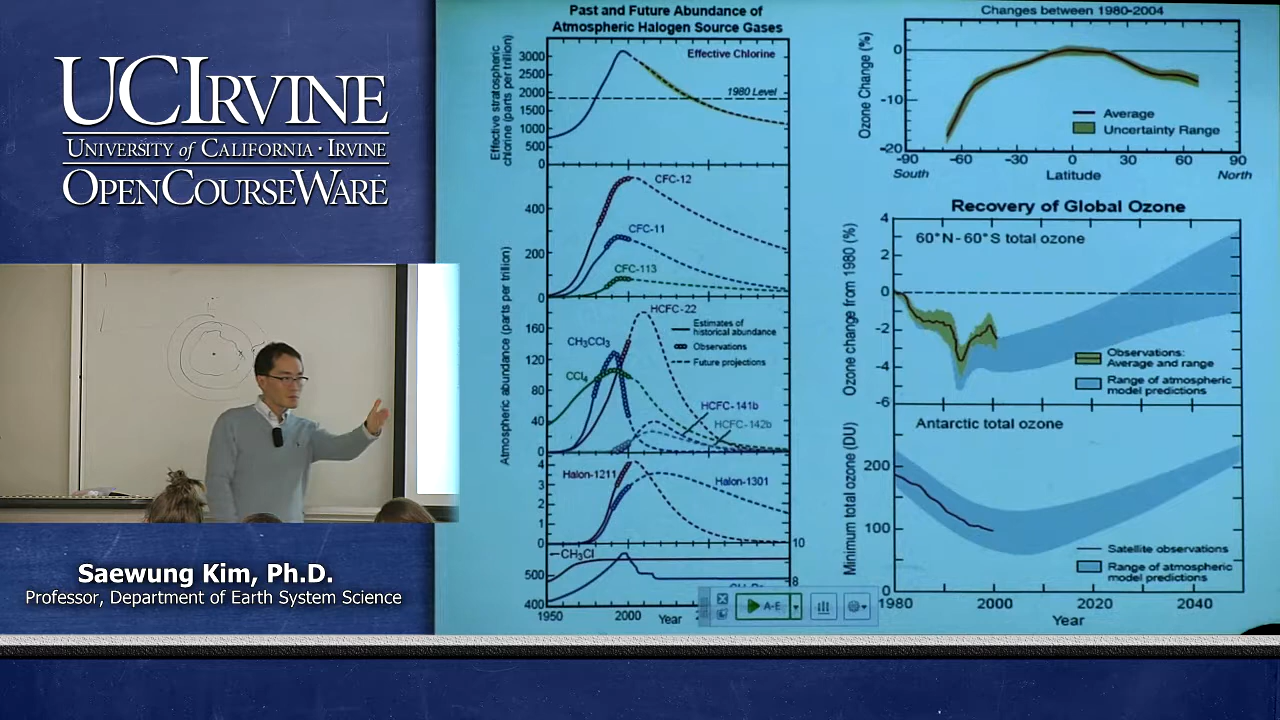 UCIRVINE
UNIVERSITY of CALIFORNIA · IRVINE
OPENCOURSEWARE
Saewung Kim, Ph.D.
Professor, Department of Earth System Science
Past and Future Abundance of
Atmospheric Halogen Source Gases
Effective stratospheric
chlorine (parts per trillion)
3000
2500
2000
1500
1000
500
0
Effective Chlorine
1980 Level
Atmospheric abundance (parts per trillion)
400
200
0
CFC-12
CFC-11
CFC-113
160
120
80
40
0
HCFC-22
Estimates of
historical abundance
Observations
Future projections
CH3CCl3
CCl4
HCFC-141b
HCFC-142b
4
3
2
1
0
Halon-1211
Halon-1301
10
CH3Cl
500
400
8
1950
2000
Year
A-E
Changes between 1980-2004
Ozone Change (%)
0
-10
-20
Average
Uncertainty Range
-90
-60
-30
0
30
60
90
South
Latitude
North
Recovery of Global Ozone
Ozone change from 1980 (%)
4
2
0
-2
-4
-6
60°N-60°S total ozone
Observations:
Average and range
Range of atmospheric
model predictions
Minimum total ozone (DU)
Antarctic total ozone
200
100
0
Satellite observations
Range of atmospheric
model predictions
1980
2000
2020
2040
Year